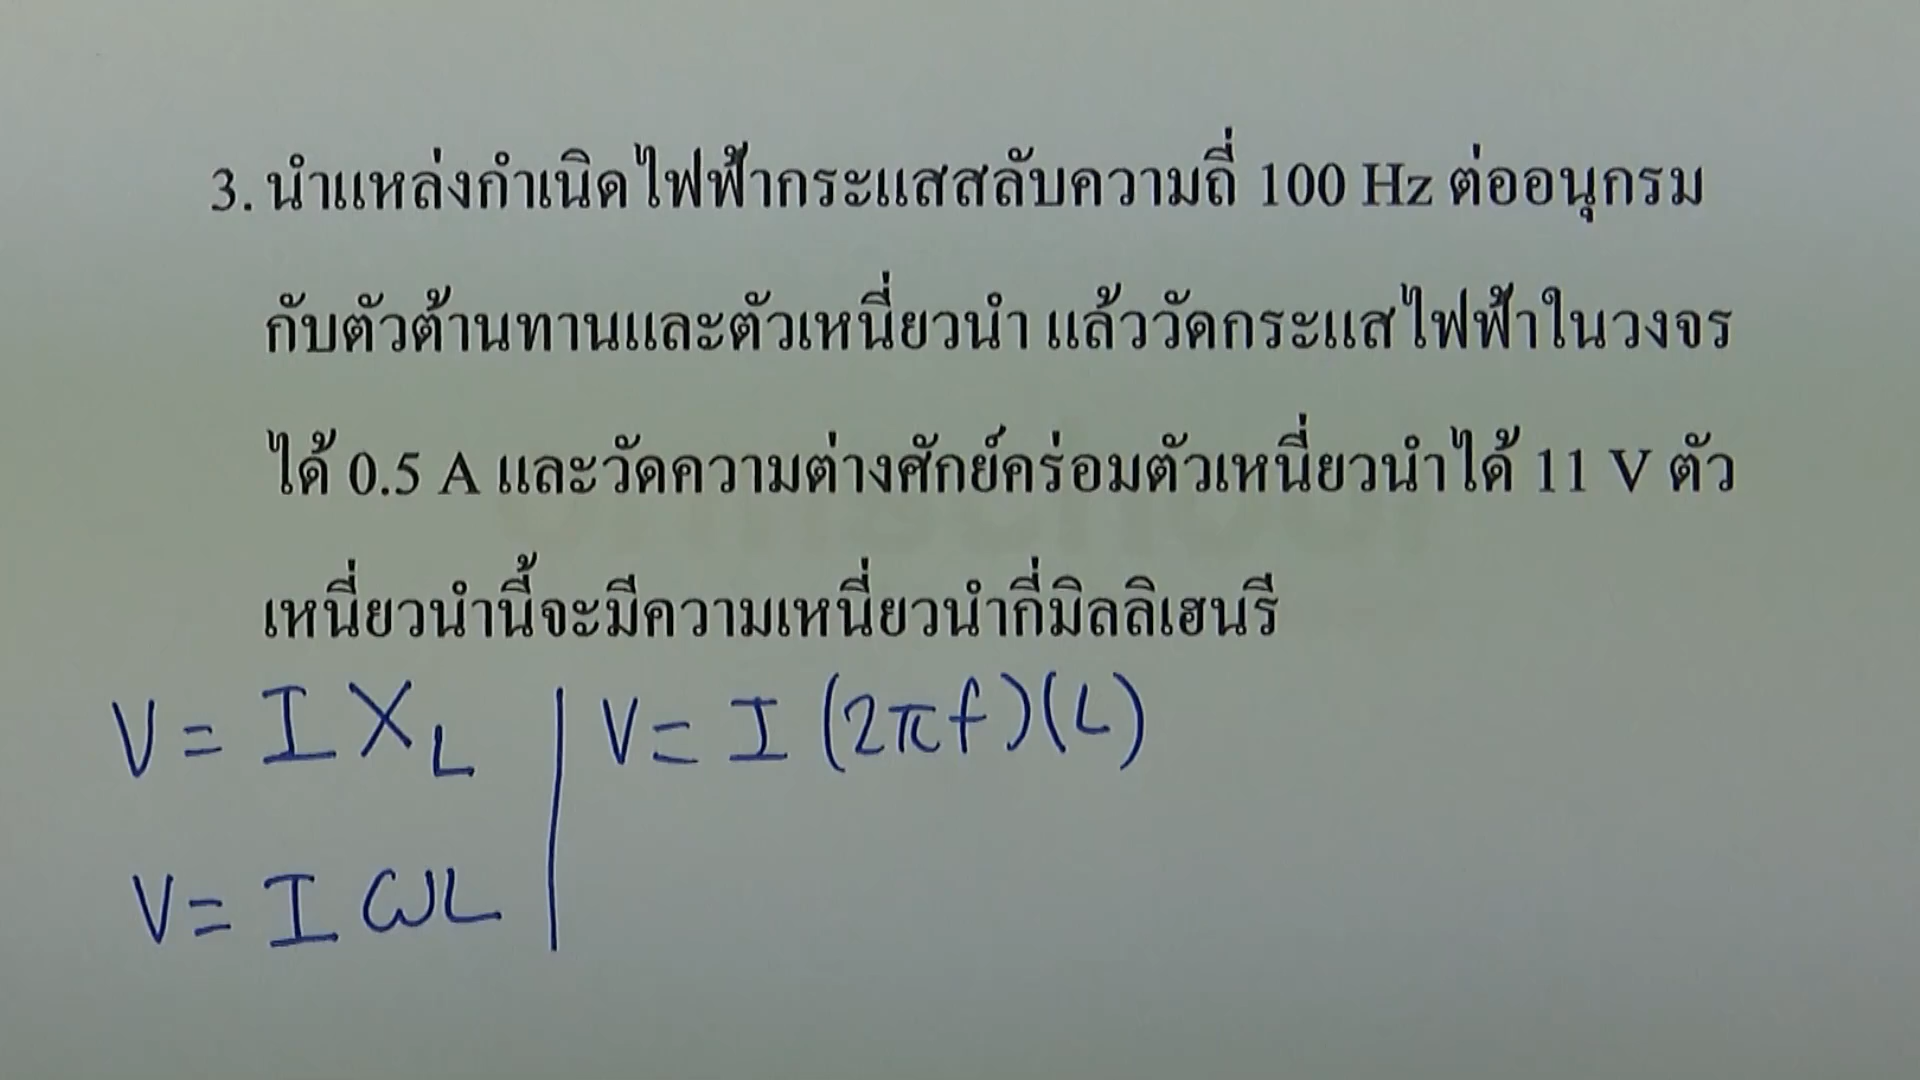 3. นำแหล่งกำเนิดไฟฟ้ากระแสสลับความถี่ 100 Hz ต่ออนุกรม
กับตัวต้านทานและตัวเหนี่ยวนำ แล้ววัดกระแสไฟฟ้าในวงจร
ได้ 0.5 A และวัดความต่างศักย์คร่อมตัวเหนี่ยวนำได้ 11 V ตัว
เหนี่ยวนำนี้จะมีความเหนี่ยวนำกี่มิลลิเฮนรี
V = I X_L | V = I (2πf)(L)
V = I ωL